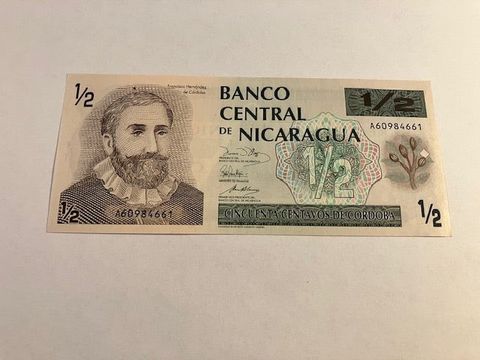 1/2
Francisco Hernández
de Córdoba
BANCO
CENTRAL
DE NICARAGUA
1/2
A60984661
1/2
1/2
A60984661
CINCUENTA CENTAVOS DE CORDOBA
1/2